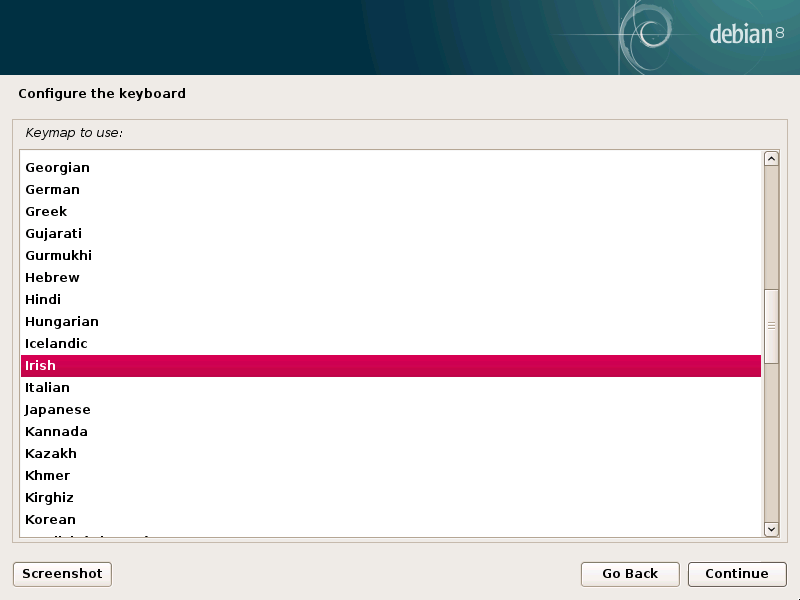 debian 8
Configure the keyboard
Keymap to use:
Georgian
German
Greek
Gujarati
Gurmukhi
Hebrew
Hindi
Hungarian
Icelandic
Irish
Italian
Japanese
Kannada
Kazakh
Khmer
Kirghiz
Korean
Screenshot
Go Back
Continue